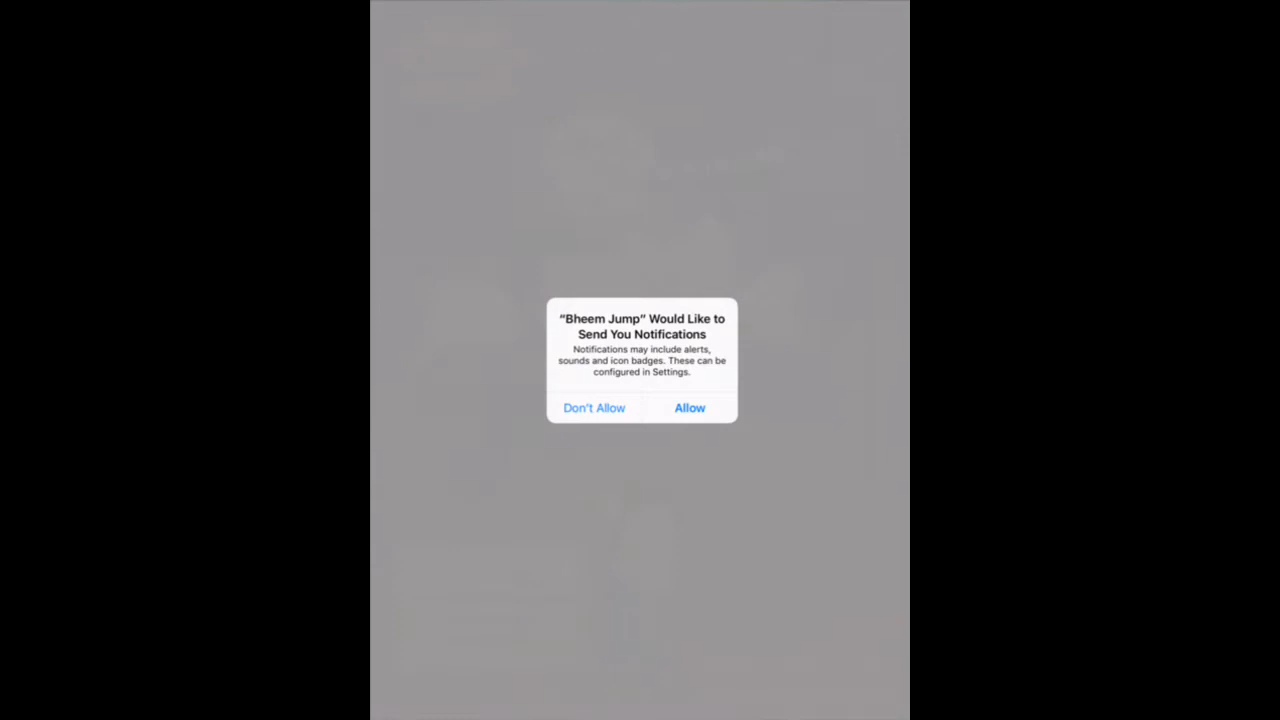 “Bheem Jump” Would Like to
Send You Notifications
Notifications may include alerts,
sounds and icon badges. These can be
configured in Settings.
Don’t Allow
Allow